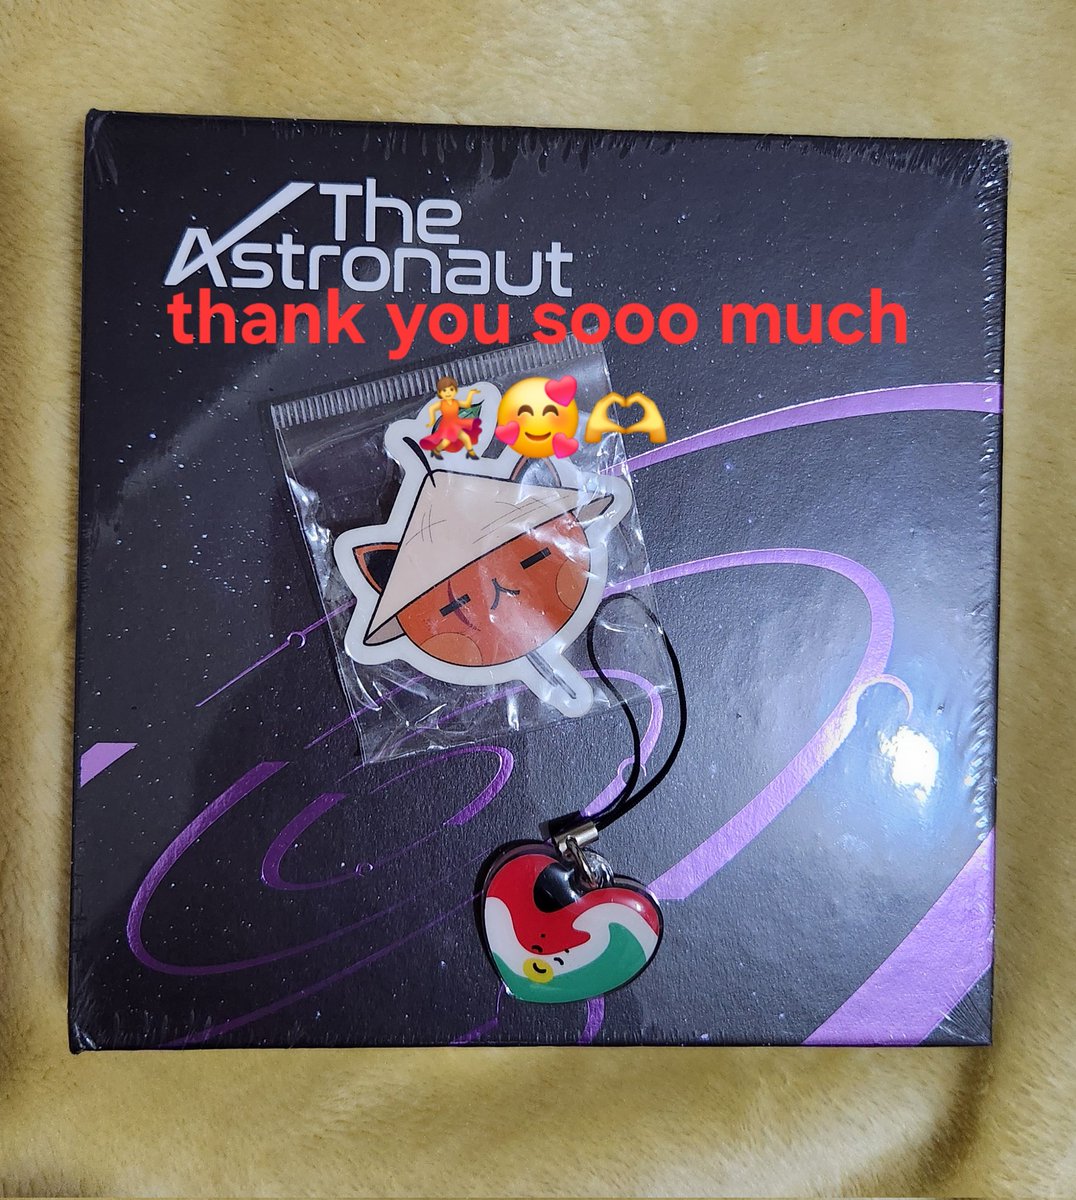 The
Astronaut
thank you sooo much
💃🥰🫶